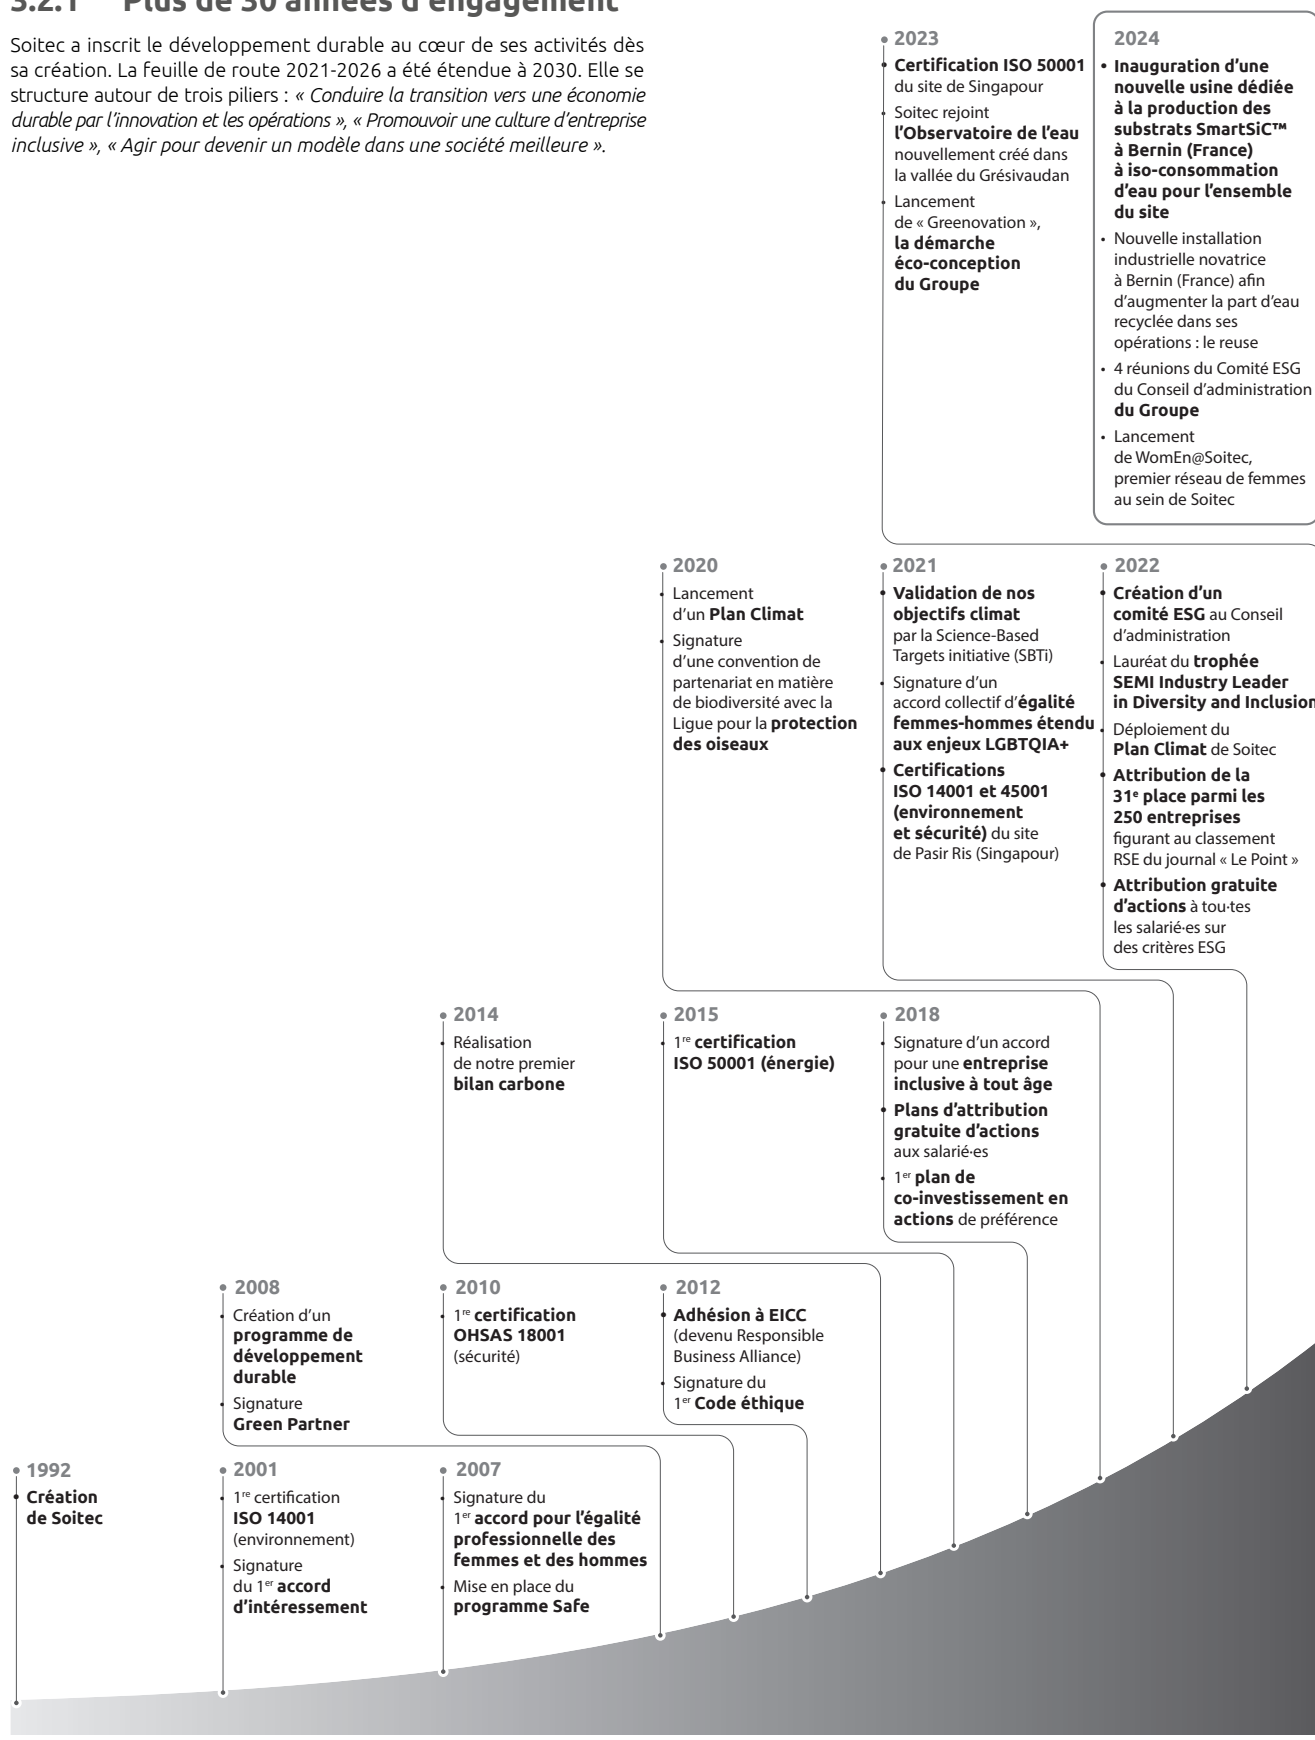 3.2.1 Plus de 30 années d'engagement
Soitec a inscrit le développement durable au cœur de ses activités dès
sa création. La feuille de route 2021-2026 a été étendue à 2030. Elle se
structure autour de trois piliers : « Conduire la transition vers une économie
durable par l'innovation et les opérations », « Promouvoir une culture d'entreprise
inclusive », « Agir pour devenir un modèle dans une société meilleure ».
• 2023
• Certification ISO 50001
du site de Singapour
• Soitec rejoint
l'Observatoire de l'eau
nouvellement créé dans
la vallée du Grésivaudan
• Lancement
de « Greenovation »,
la démarche
éco-conception
du Groupe
2024
• Inauguration d'une
nouvelle usine dédiée
à la production des
substrats SmartSiC™
à Bernin (France)
à iso-consommation
d'eau pour l'ensemble
du site
• Nouvelle installation
industrielle novatrice
à Bernin (France) afin
d'augmenter la part d'eau
recyclée dans ses
opérations : le reuse
• 4 réunions du Comité ESG
du Conseil d'administration
du Groupe
• Lancement
de WomEn@Soitec,
premier réseau de femmes
au sein de Soitec
• 2020
• Lancement
d'un Plan Climat
• Signature
d'une convention de
partenariat en matière
de biodiversité avec la
Ligue pour la protection
des oiseaux
• 2021
• Validation de nos
objectifs climat
par la Science-Based
Targets initiative (SBTi)
• Signature d'un
accord collectif d'égalité
femmes-hommes étendu
aux enjeux LGBTQIA+
• Certifications
ISO 14001 et 45001
(environnement
et sécurité) du site
de Pasir Ris (Singapour)
• 2022
• Création d'un
comité ESG au Conseil
d'administration
• Lauréat du trophée
SEMI Industry Leader
in Diversity and Inclusion
• Déploiement du
Plan Climat de Soitec
• Attribution de la
31e place parmi les
250 entreprises
figurant au classement
RSE du journal « Le Point »
• Attribution gratuite
d'actions à tou·tes
les salarié·es sur
des critères ESG
• 2014
• Réalisation
de notre premier
bilan carbone
• 2015
• 1re certification
ISO 50001 (énergie)
• 2018
• Signature d'un accord
pour une entreprise
inclusive à tout âge
• Plans d'attribution
gratuite d'actions
aux salarié·es
• 1er plan de
co-investissement en
actions de préférence
• 2008
• Création d'un
programme de
développement
durable
• Signature
Green Partner
• 2010
• 1re certification
OHSAS 18001
(sécurité)
• 2012
• Adhésion à EICC
(devenu Responsible
Business Alliance)
• Signature du
1er Code éthique
• 1992
• Création
de Soitec
• 2001
• 1re certification
ISO 14001
(environnement)
• Signature
du 1er accord
d'intéressement
• 2007
• Signature du
1er accord pour l'égalité
professionnelle des
femmes et des hommes
• Mise en place du
programme Safe